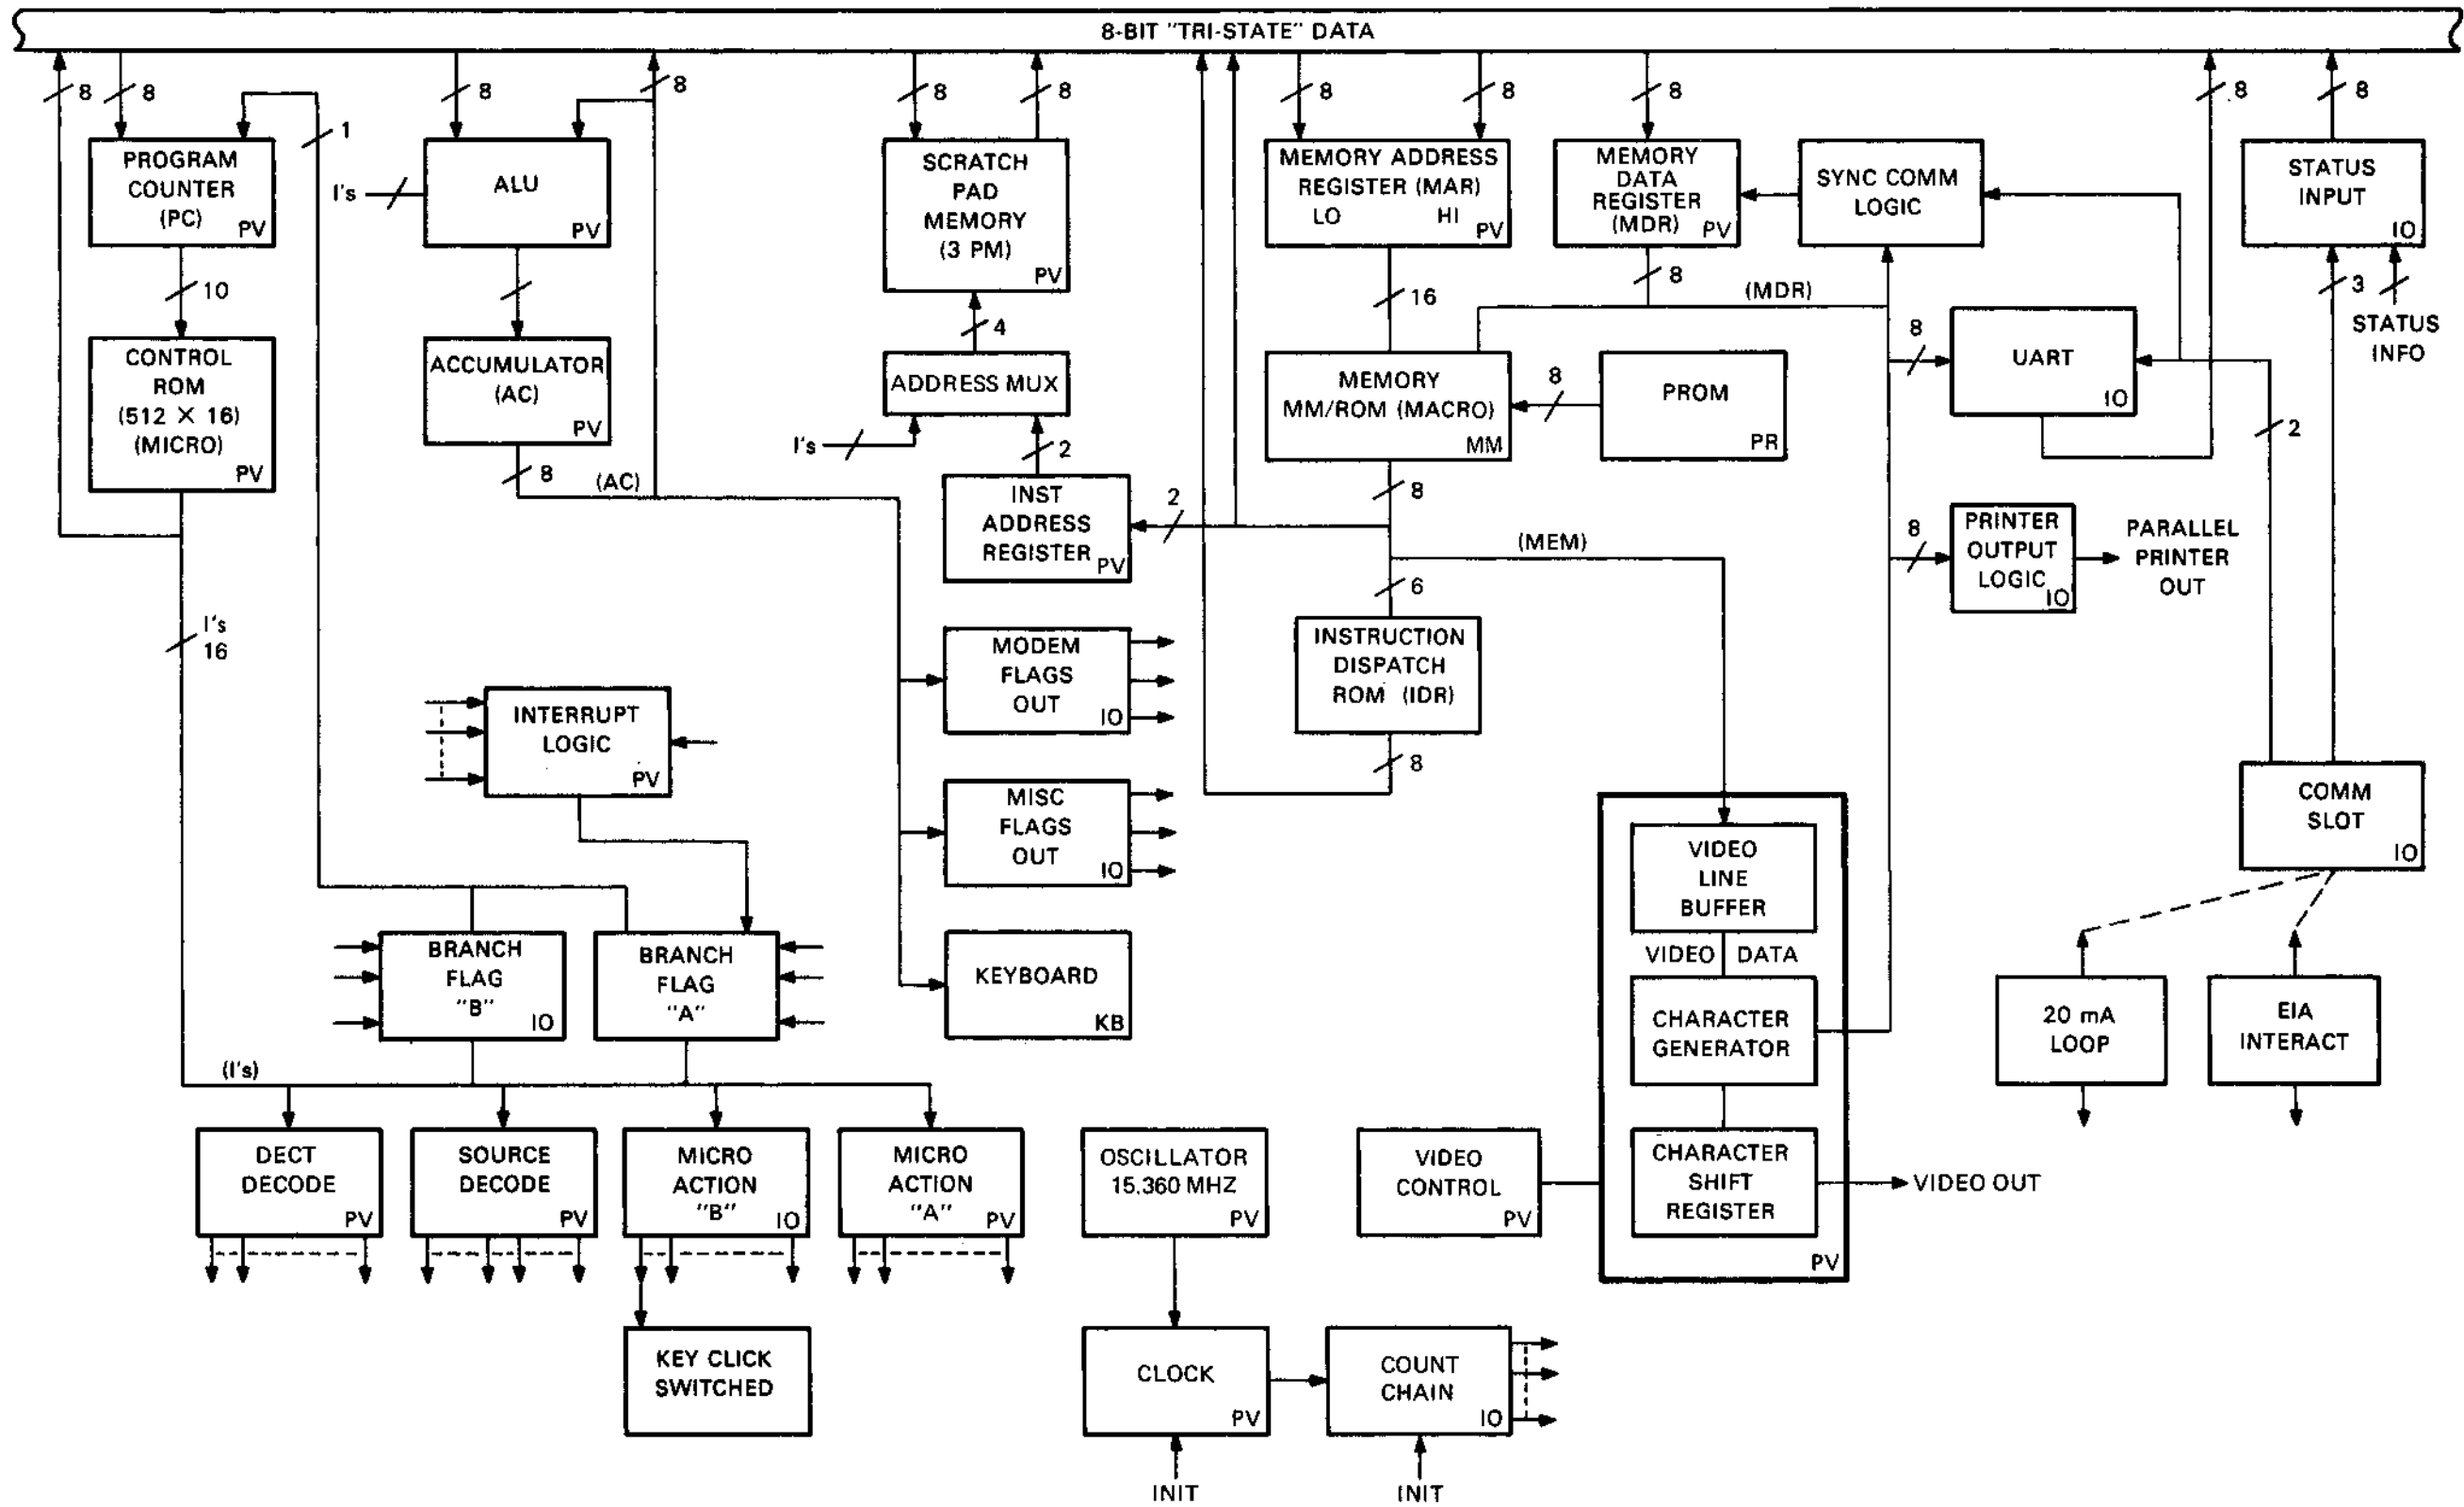 8-BIT "TRI-STATE" DATA
8
8
8
8
8
8
8
8
8
8
8
1
PROGRAM
COUNTER
(PC)
PV
I's
ALU
PV
SCRATCH
PAD
MEMORY
(3 PM)
PV
MEMORY ADDRESS
REGISTER (MAR)
LO HI
PV
MEMORY
DATA
REGISTER
(MDR)
PV
SYNC COMM
LOGIC
STATUS
INPUT
IO
10
4
16
8
(MDR)
3
STATUS
INFO
CONTROL
ROM
(512 X 16)
(MICRO)
PV
ACCUMULATOR
(AC)
PV
ADDRESS MUX
I's
2
MEMORY
MM/ROM (MACRO)
MM
8
PROM
PR
8
UART
IO
2
8
(AC)
INST
ADDRESS
REGISTER
PV
2
8
(MEM)
8
PRINTER
OUTPUT
LOGIC
IO
PARALLEL
PRINTER
OUT
I's
16
6
INTERRUPT
LOGIC
PV
MODEM
FLAGS
OUT
IO
INSTRUCTION
DISPATCH
ROM (IDR)
8
MISC
FLAGS
OUT
IO
COMM
SLOT
IO
VIDEO
LINE
BUFFER
VIDEO DATA
BRANCH
FLAG
"B"
IO
BRANCH
FLAG
"A"
KEYBOARD
KB
CHARACTER
GENERATOR
20 mA
LOOP
EIA
INTERACT
(I's)
DECT
DECODE
PV
SOURCE
DECODE
PV
MICRO
ACTION
"B"
IO
MICRO
ACTION
"A"
PV
OSCILLATOR
15.360 MHZ
PV
VIDEO
CONTROL
PV
CHARACTER
SHIFT
REGISTER
VIDEO OUT
PV
KEY CLICK
SWITCHED
CLOCK
PV
COUNT
CHAIN
IO
INIT
INIT